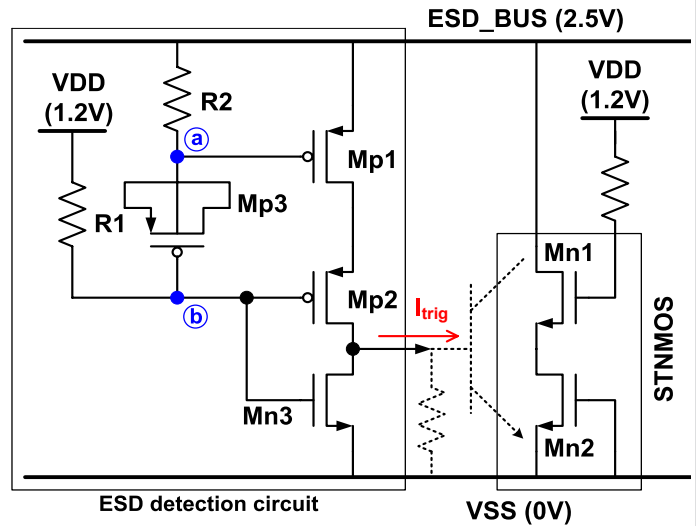 ESD_BUS (2.5V)
VDD
(1.2V)
R2
VDD
(1.2V)
a
Mp1
R1
Mp3
Mn1
b
Mp2
Itrig
STNMOS
Mn3
Mn2
ESD detection circuit
VSS (0V)